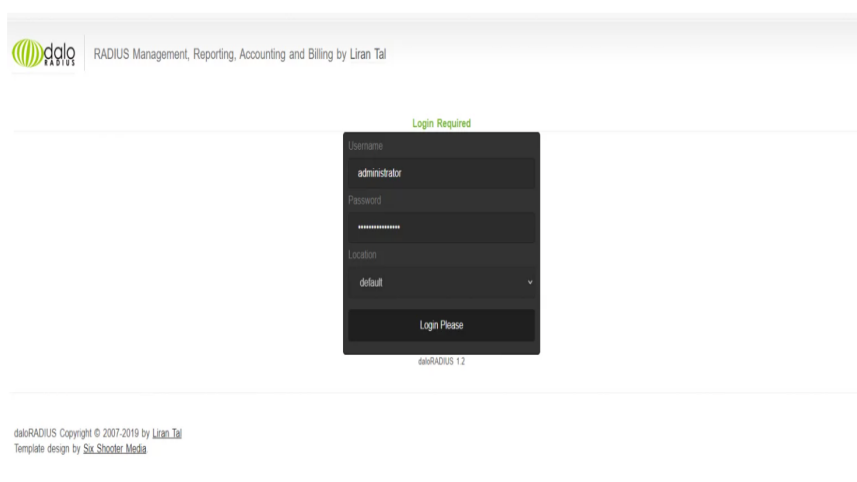 dalo
RADIUS
RADIUS Management, Reporting, Accounting and Billing by Liran Tal
Login Required
Username
administrator
Password
••••••••••••••••
Location
default
Login Please
daloRADIUS 1.2
daloRADIUS Copyright © 2007-2019 by Liran Tal
Template design by Six Shooter Media